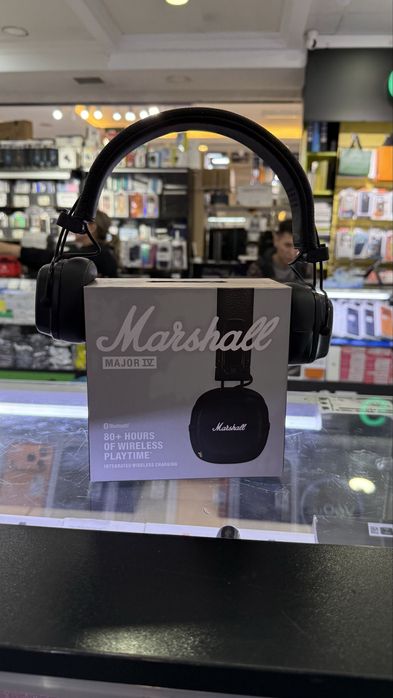 Marshall
MAJOR IV
Bluetooth®
80+ HOURS
OF WIRELESS
PLAYTIME
INTEGRATED WIRELESS CHARGING
Marshall